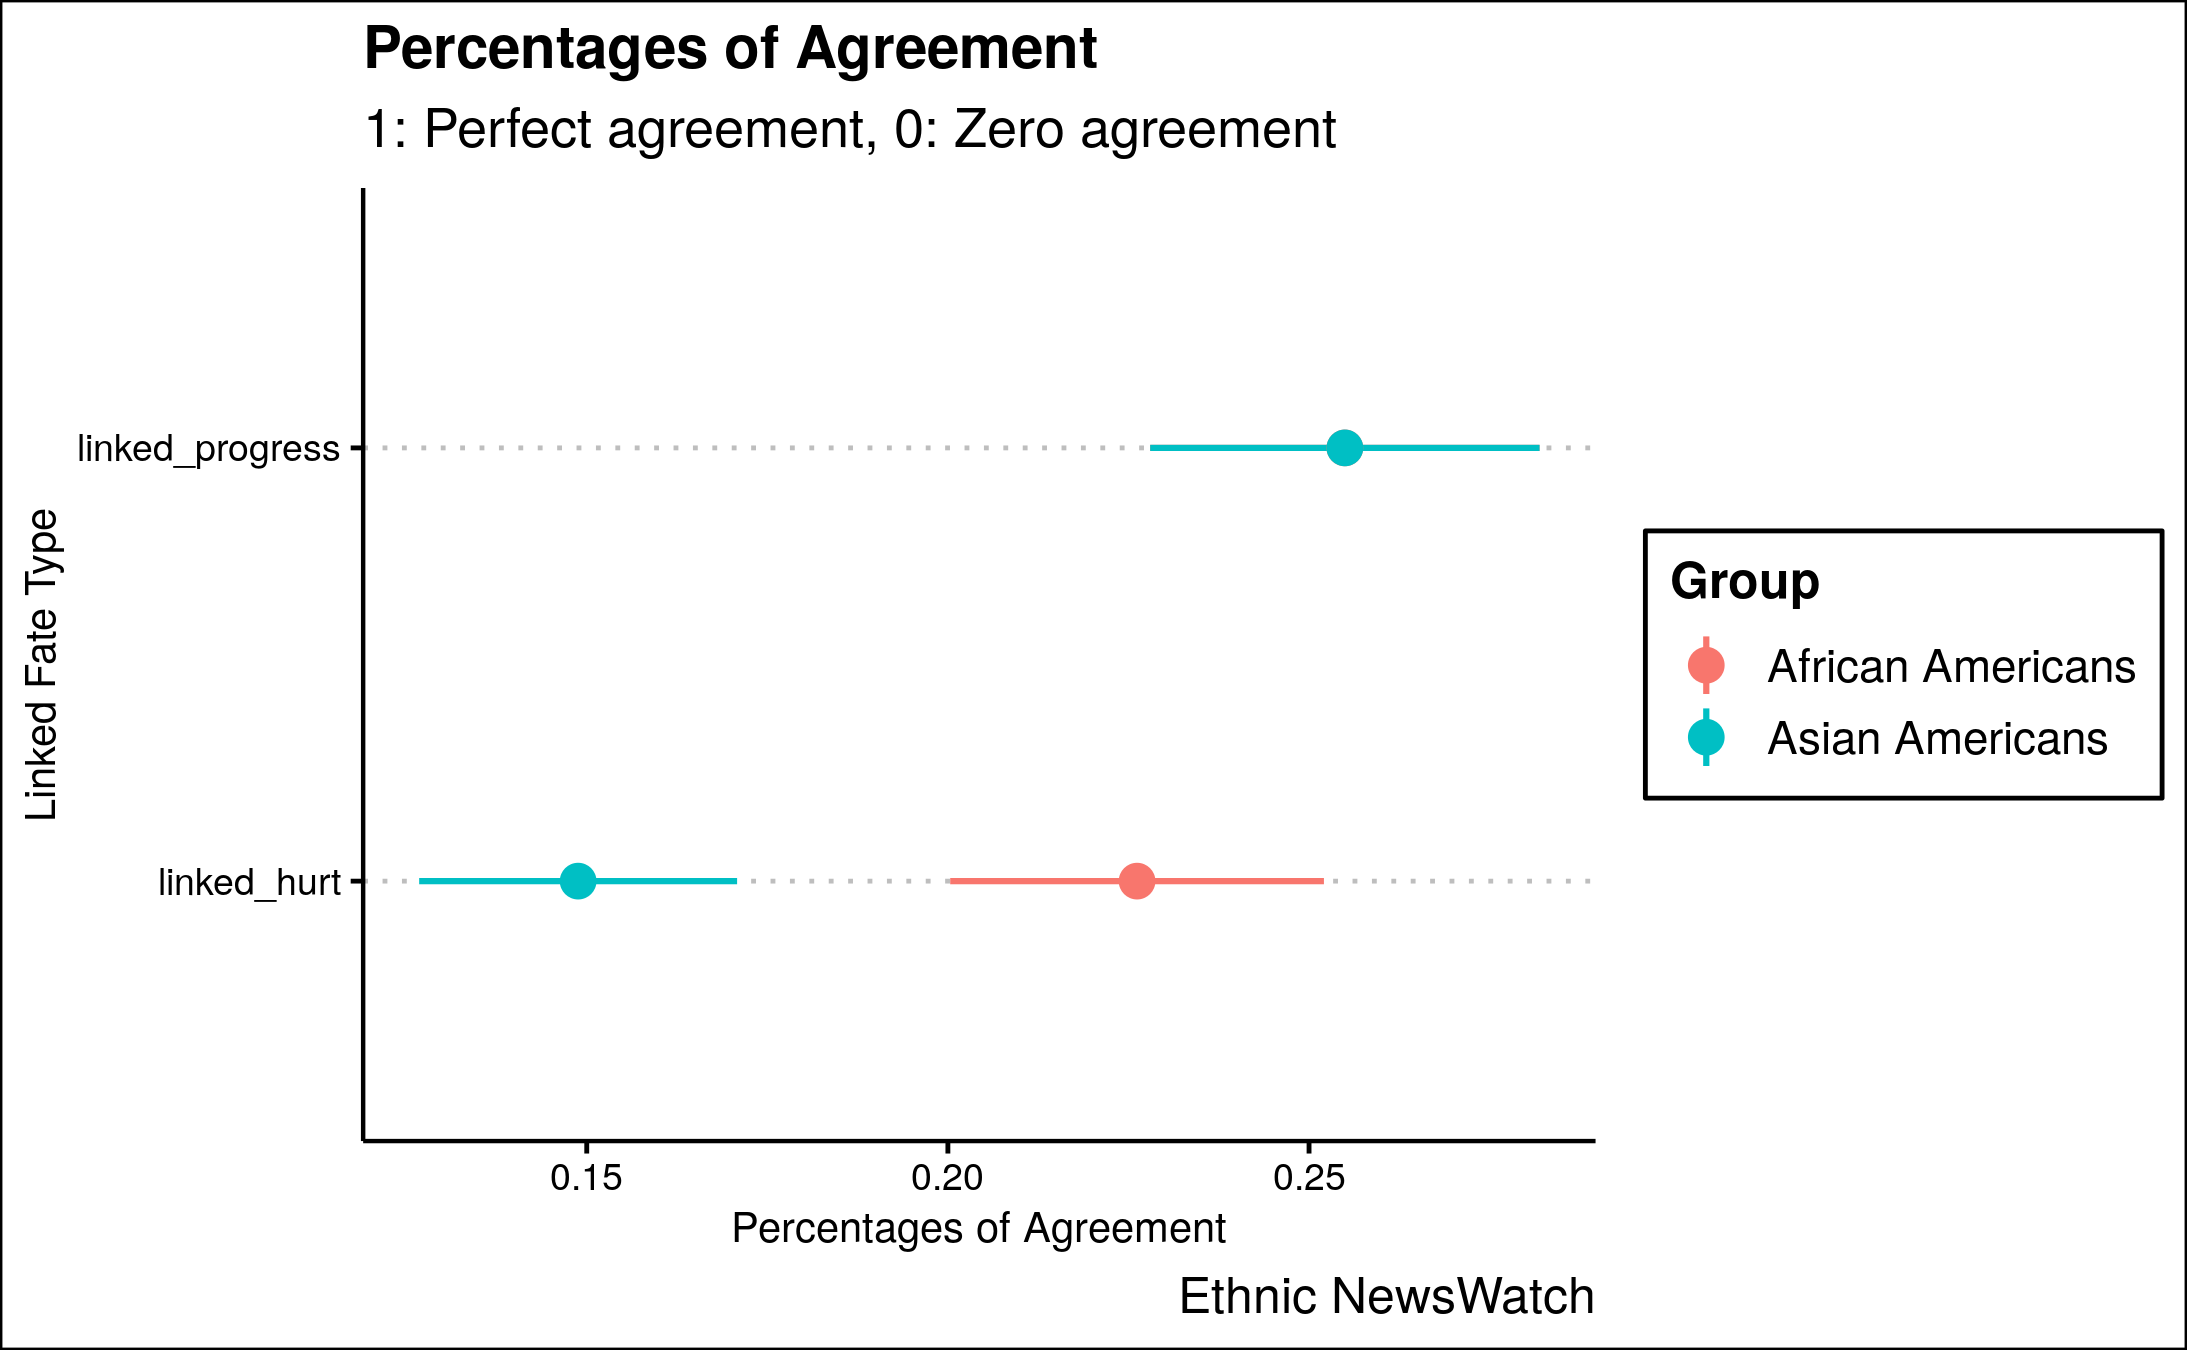 Percentages of Agreement
1: Perfect agreement, 0: Zero agreement
linked_progress
linked_hurt
Linked Fate Type
0.15
0.20
0.25
Percentages of Agreement
Group
African Americans
Asian Americans
Ethnic NewsWatch